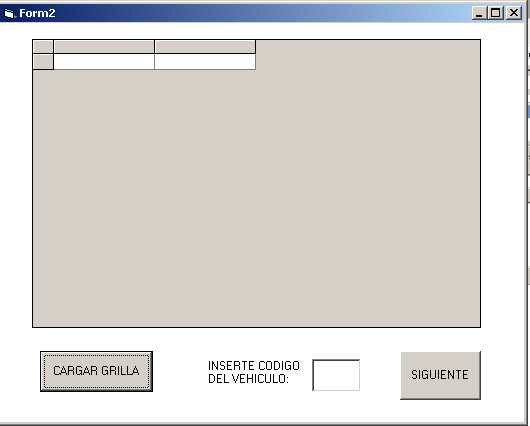 Form2
CARGAR GRILLA
INSERTE CODIGO
DEL VEHICULO:
SIGUIENTE